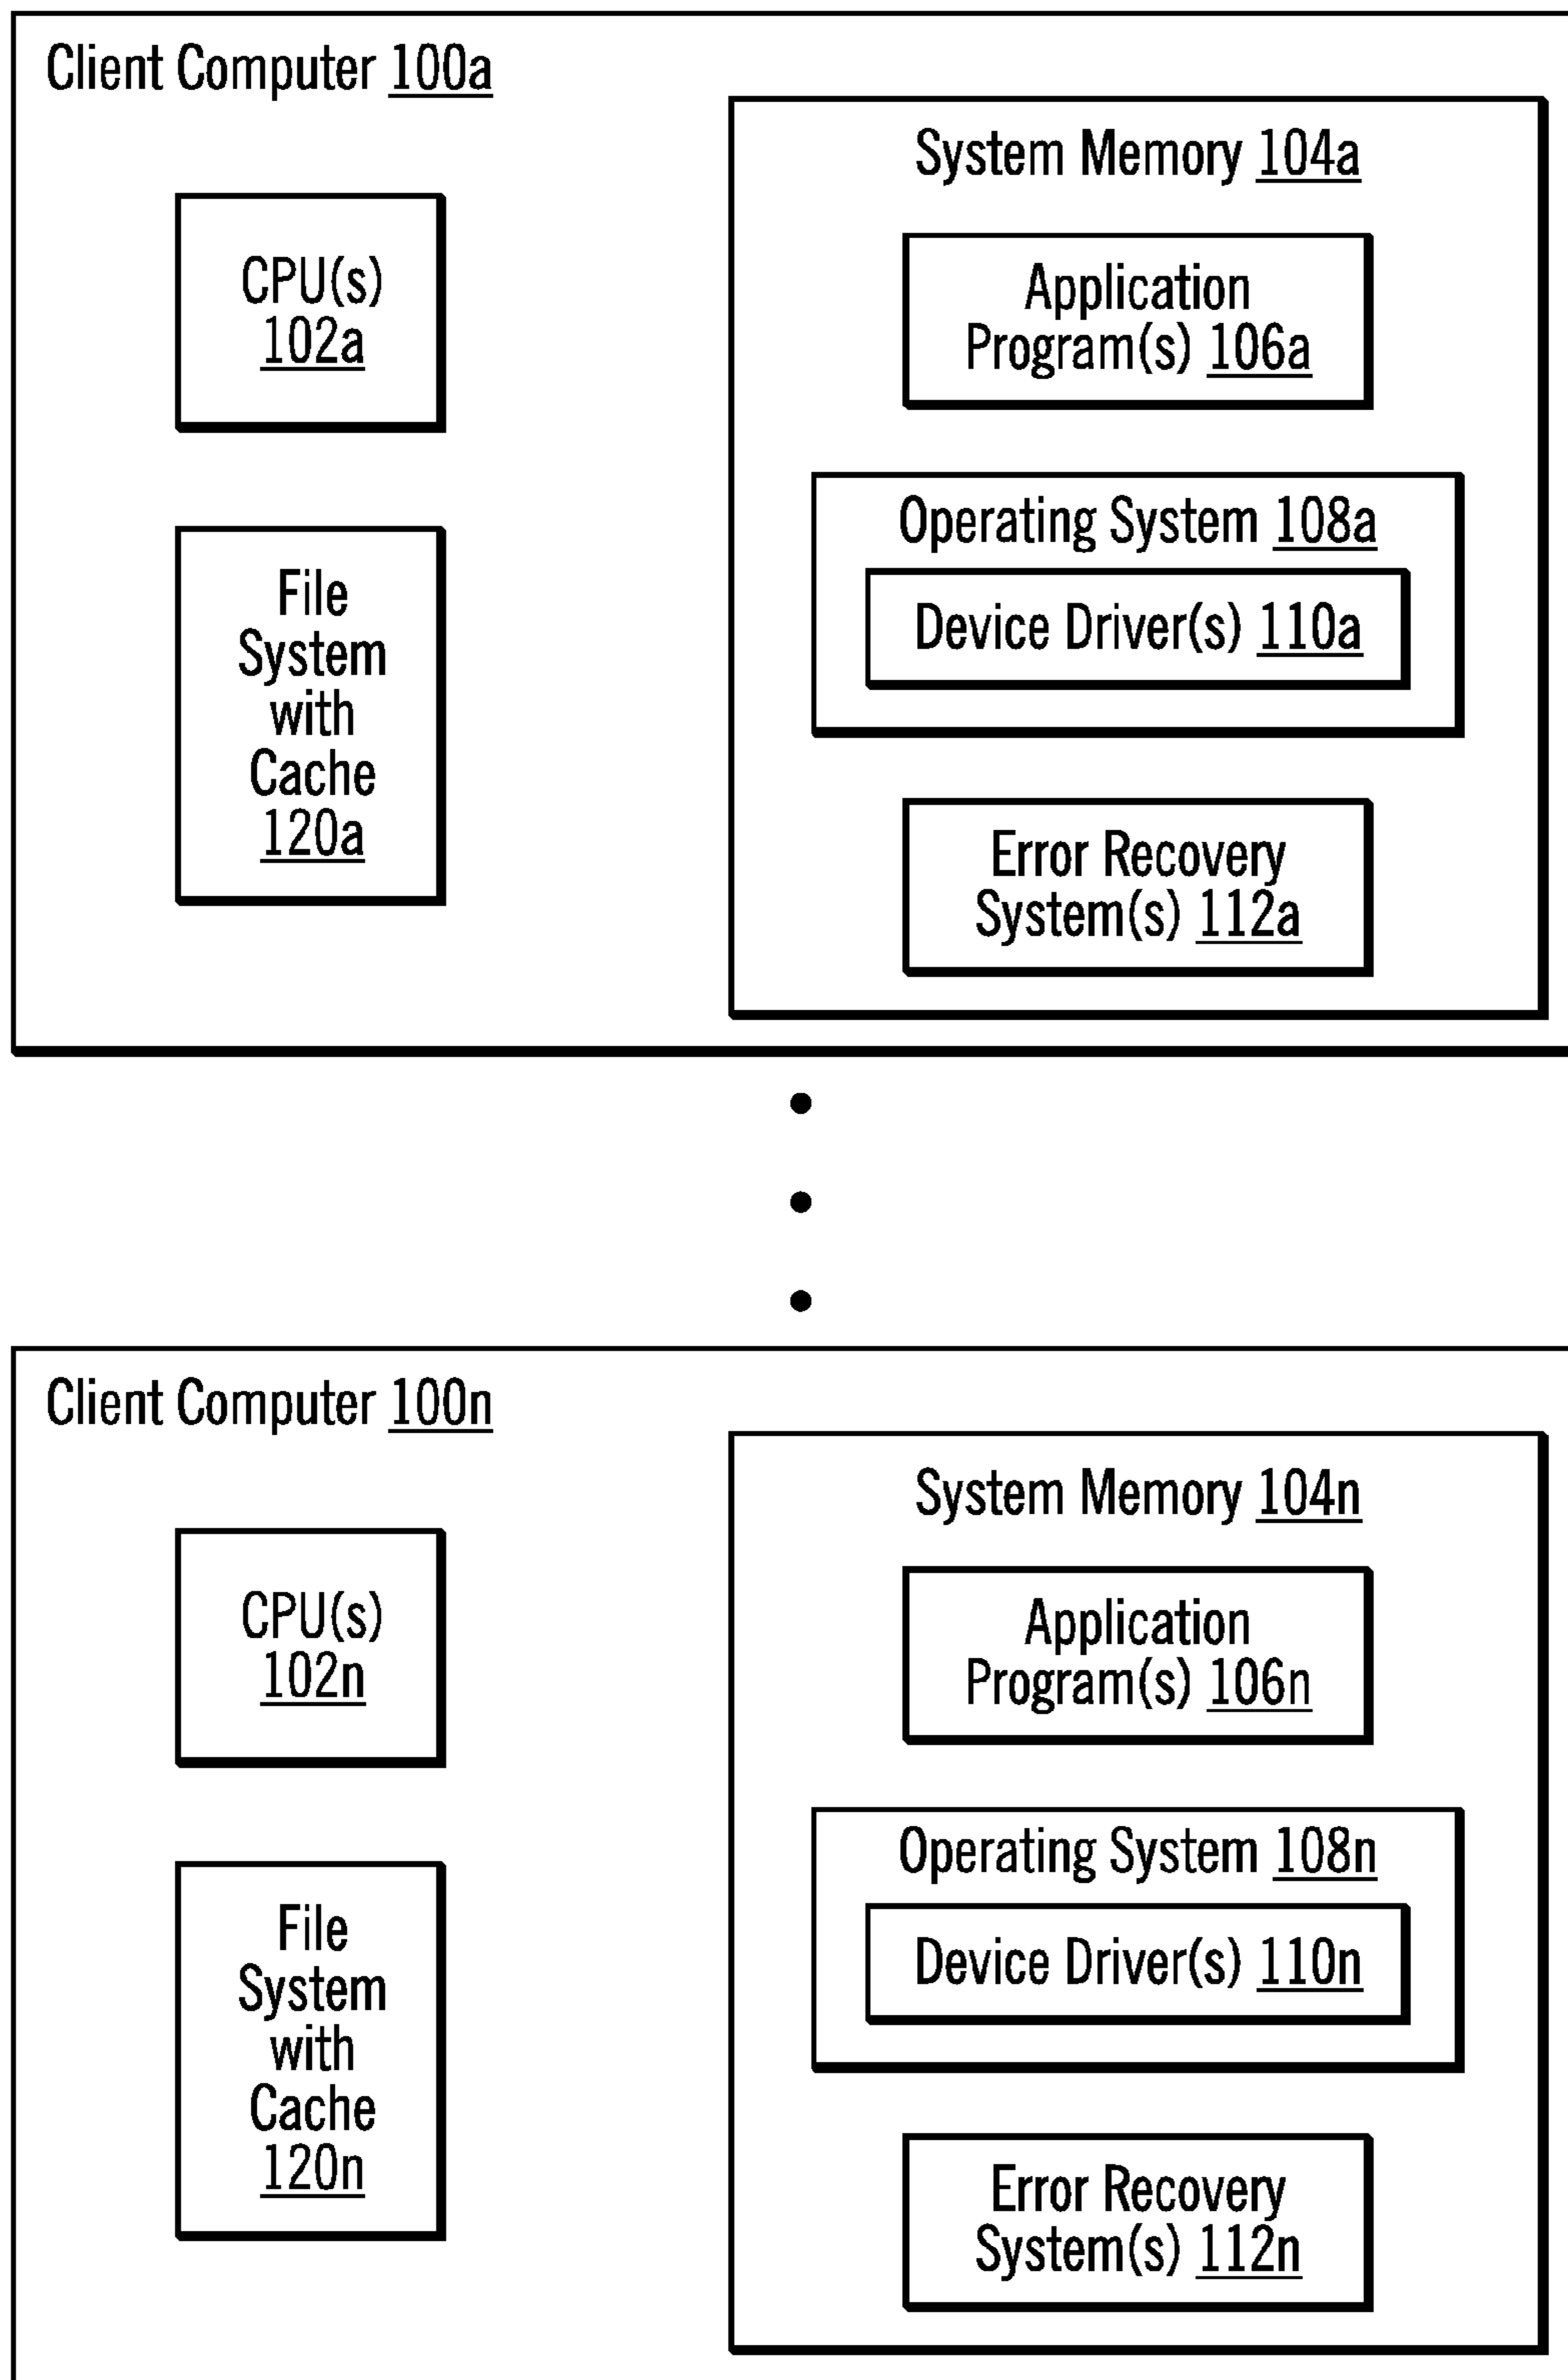 Client Computer 100a
CPU(s)
102a
File
System
with
Cache
120a
System Memory 104a
Application
Program(s) 106a
Operating System 108a
Device Driver(s) 110a
Error Recovery
System(s) 112a
Client Computer 100n
CPU(s)
102n
File
System
with
Cache
120n
System Memory 104n
Application
Program(s) 106n
Operating System 108n
Device Driver(s) 110n
Error Recovery
System(s) 112n